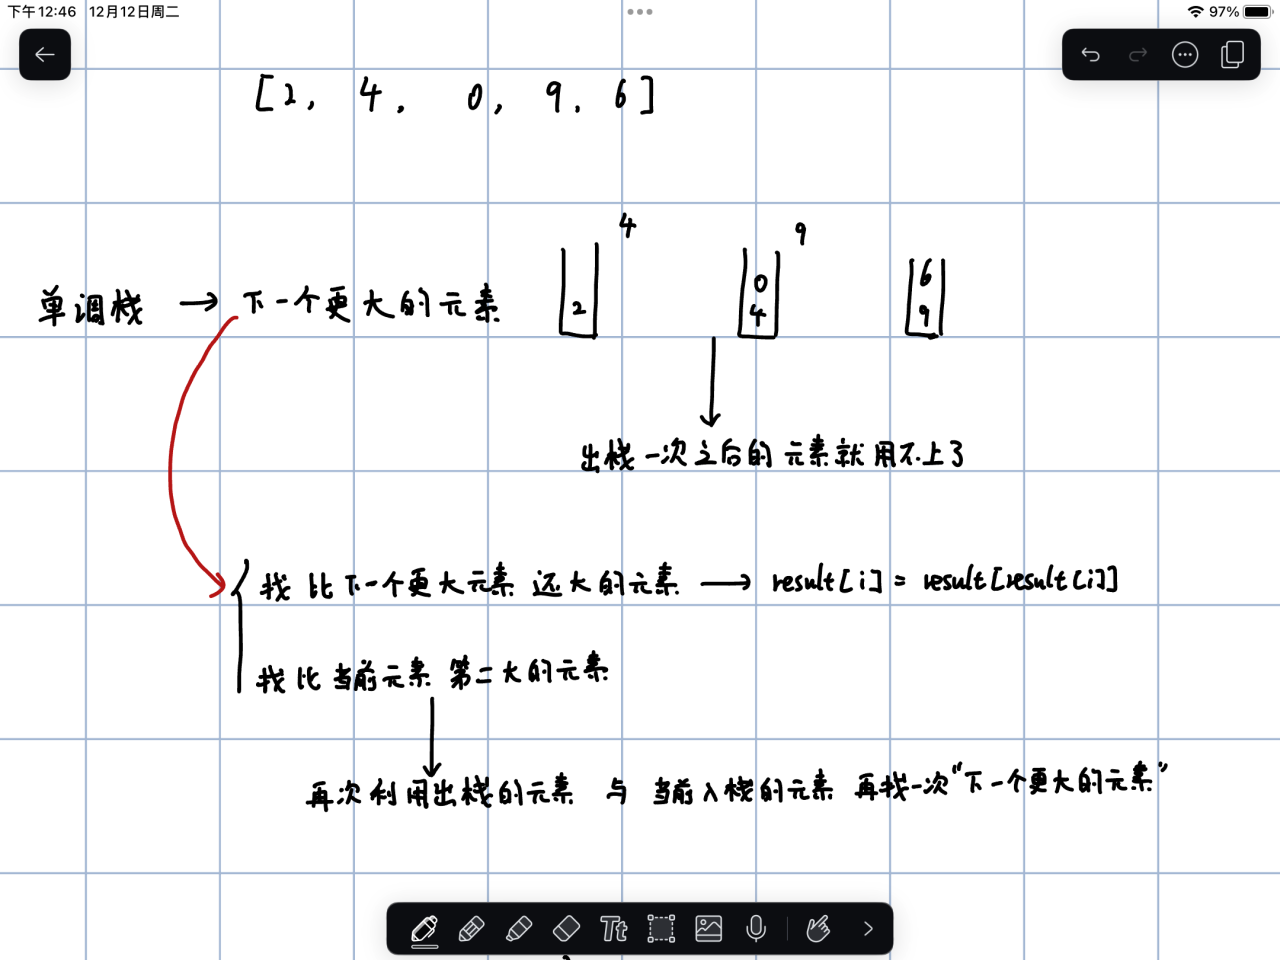 下午12:46 12月12日周二
97%
[2, 4, 0, 9, 6]
4
9
单调栈 → 下一个更大的元素
2
0
4
6
9
出栈一次之后的元素就用不上了
找比下一个更大元素还大的元素 → result[i] = result[result[i]]
找比当前元素第二大的元素
再次利用出栈的元素 与 当前入栈的元素 再找一次“下一个更大的元素”
Tt